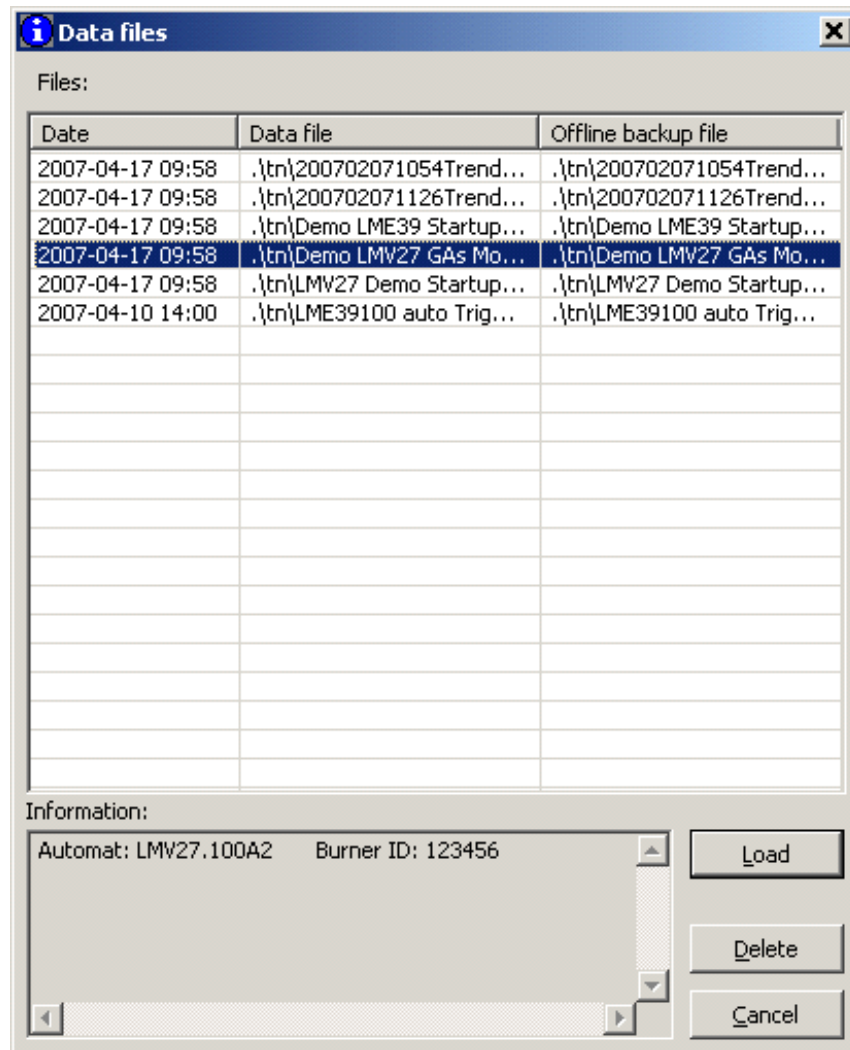 Data files
Files:
Date Data file Offline backup file
2007-04-17 09:58 .\tn\200702071054Trend... .\tn\200702071054Trend...
2007-04-17 09:58 .\tn\200702071126Trend... .\tn\200702071126Trend...
2007-04-17 09:58 .\tn\Demo LME39 Startup... .\tn\Demo LME39 Startup...
2007-04-17 09:58 .\tn\Demo LMV27 GAs Mo... .\tn\Demo LMV27 GAs Mo...
2007-04-17 09:58 .\tn\LMV27 Demo Startup... .\tn\LMV27 Demo Startup...
2007-04-10 14:00 .\tn\LME39100 auto Trig... .\tn\LME39100 auto Trig...
Information:
Automat: LMV27.100A2 Burner ID: 123456
Load
Delete
Cancel